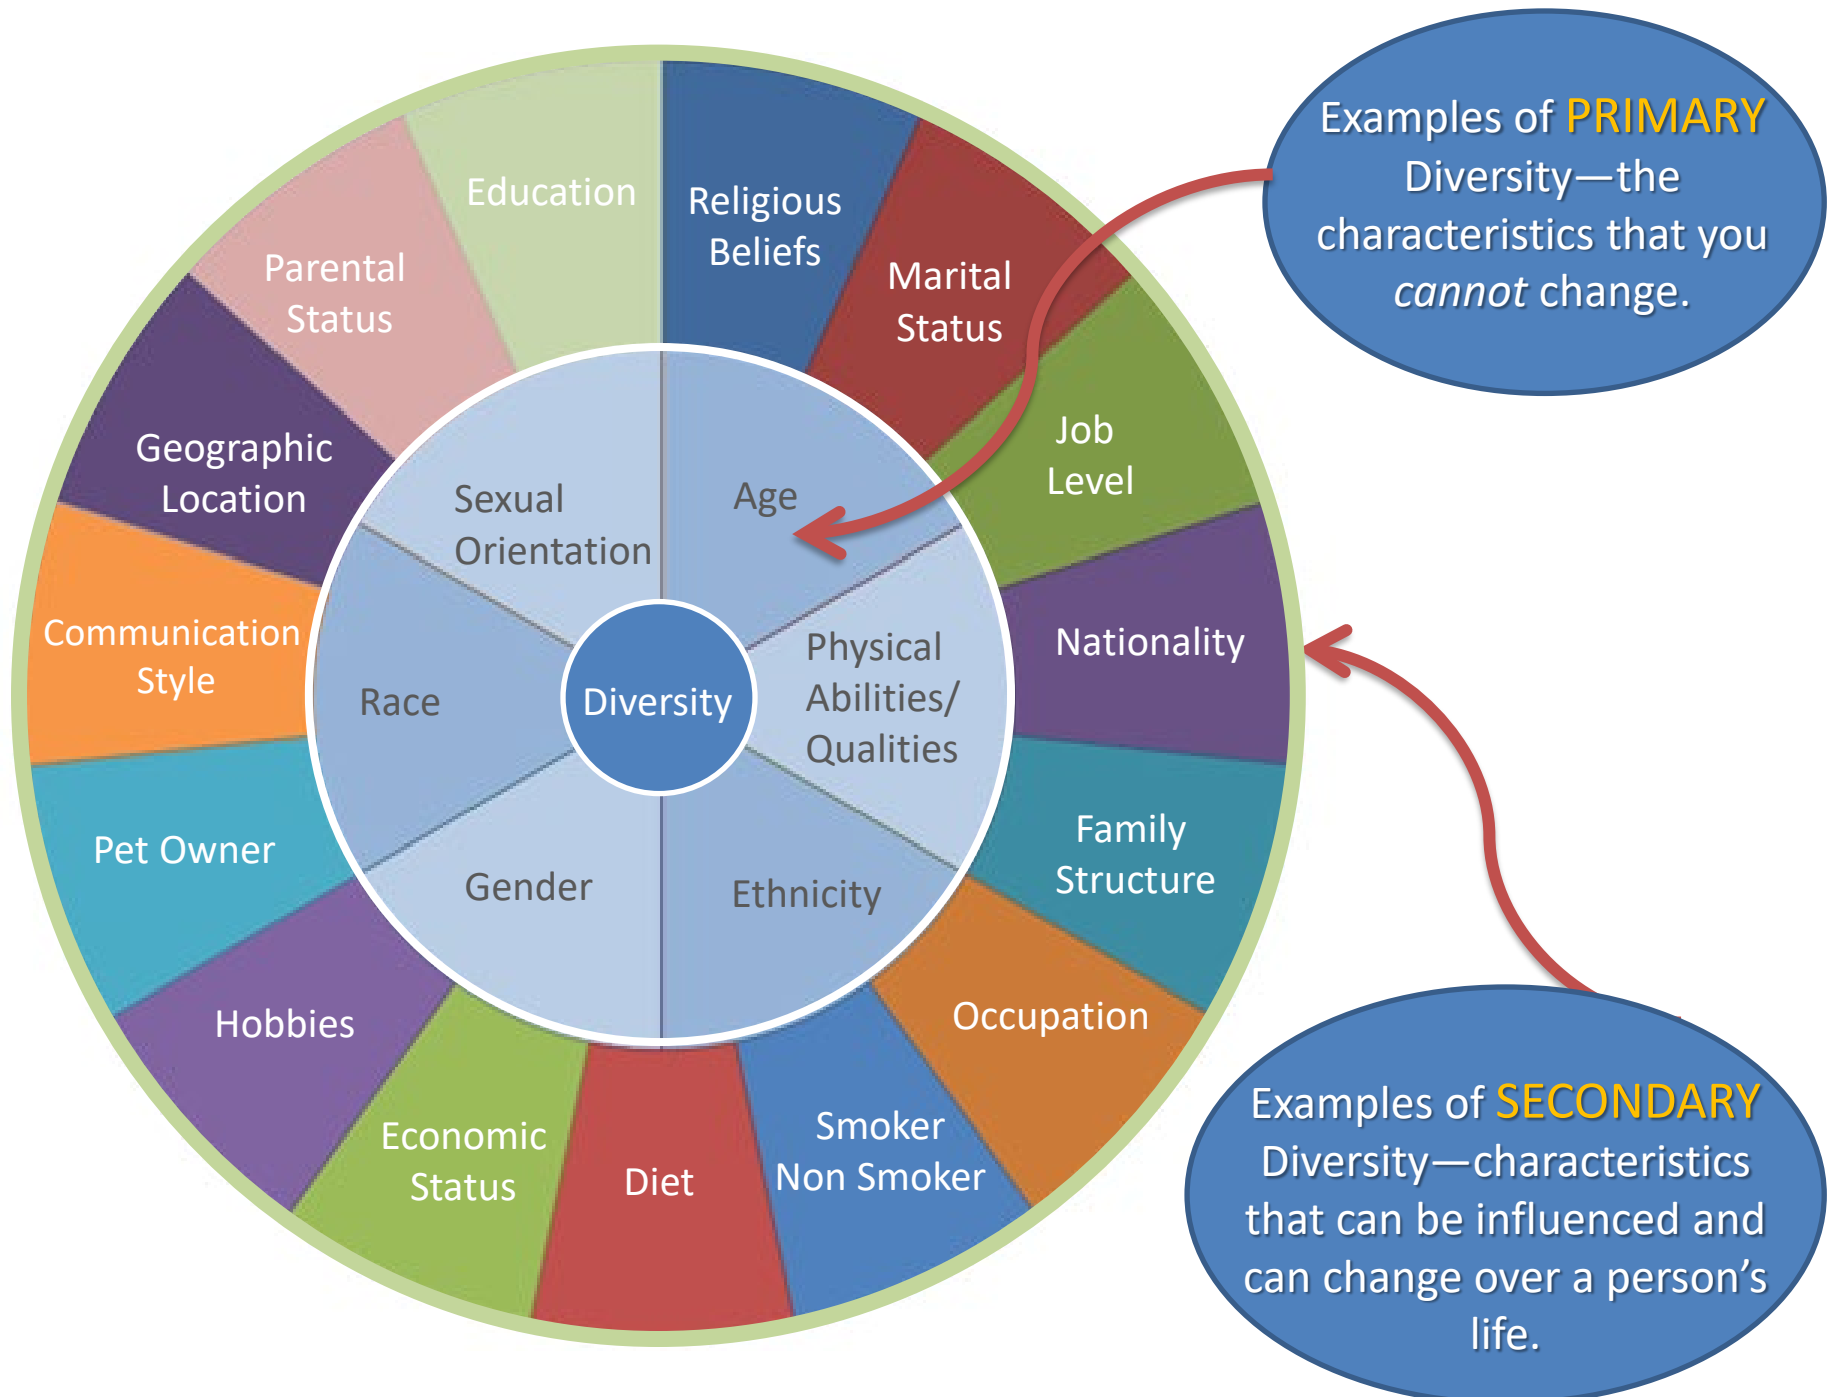 Examples of PRIMARY
Diversity—the
characteristics that you
cannot change.
Education
Religious
Beliefs
Marital
Status
Job
Level
Nationality
Family
Structure
Occupation
Smoker
Non Smoker
Diet
Economic
Status
Hobbies
Pet Owner
Communication
Style
Geographic
Location
Parental
Status
Sexual
Orientation
Age
Physical
Abilities/
Qualities
Ethnicity
Gender
Race
Diversity
Examples of SECONDARY
Diversity—characteristics
that can be influenced and
can change over a person’s
life.